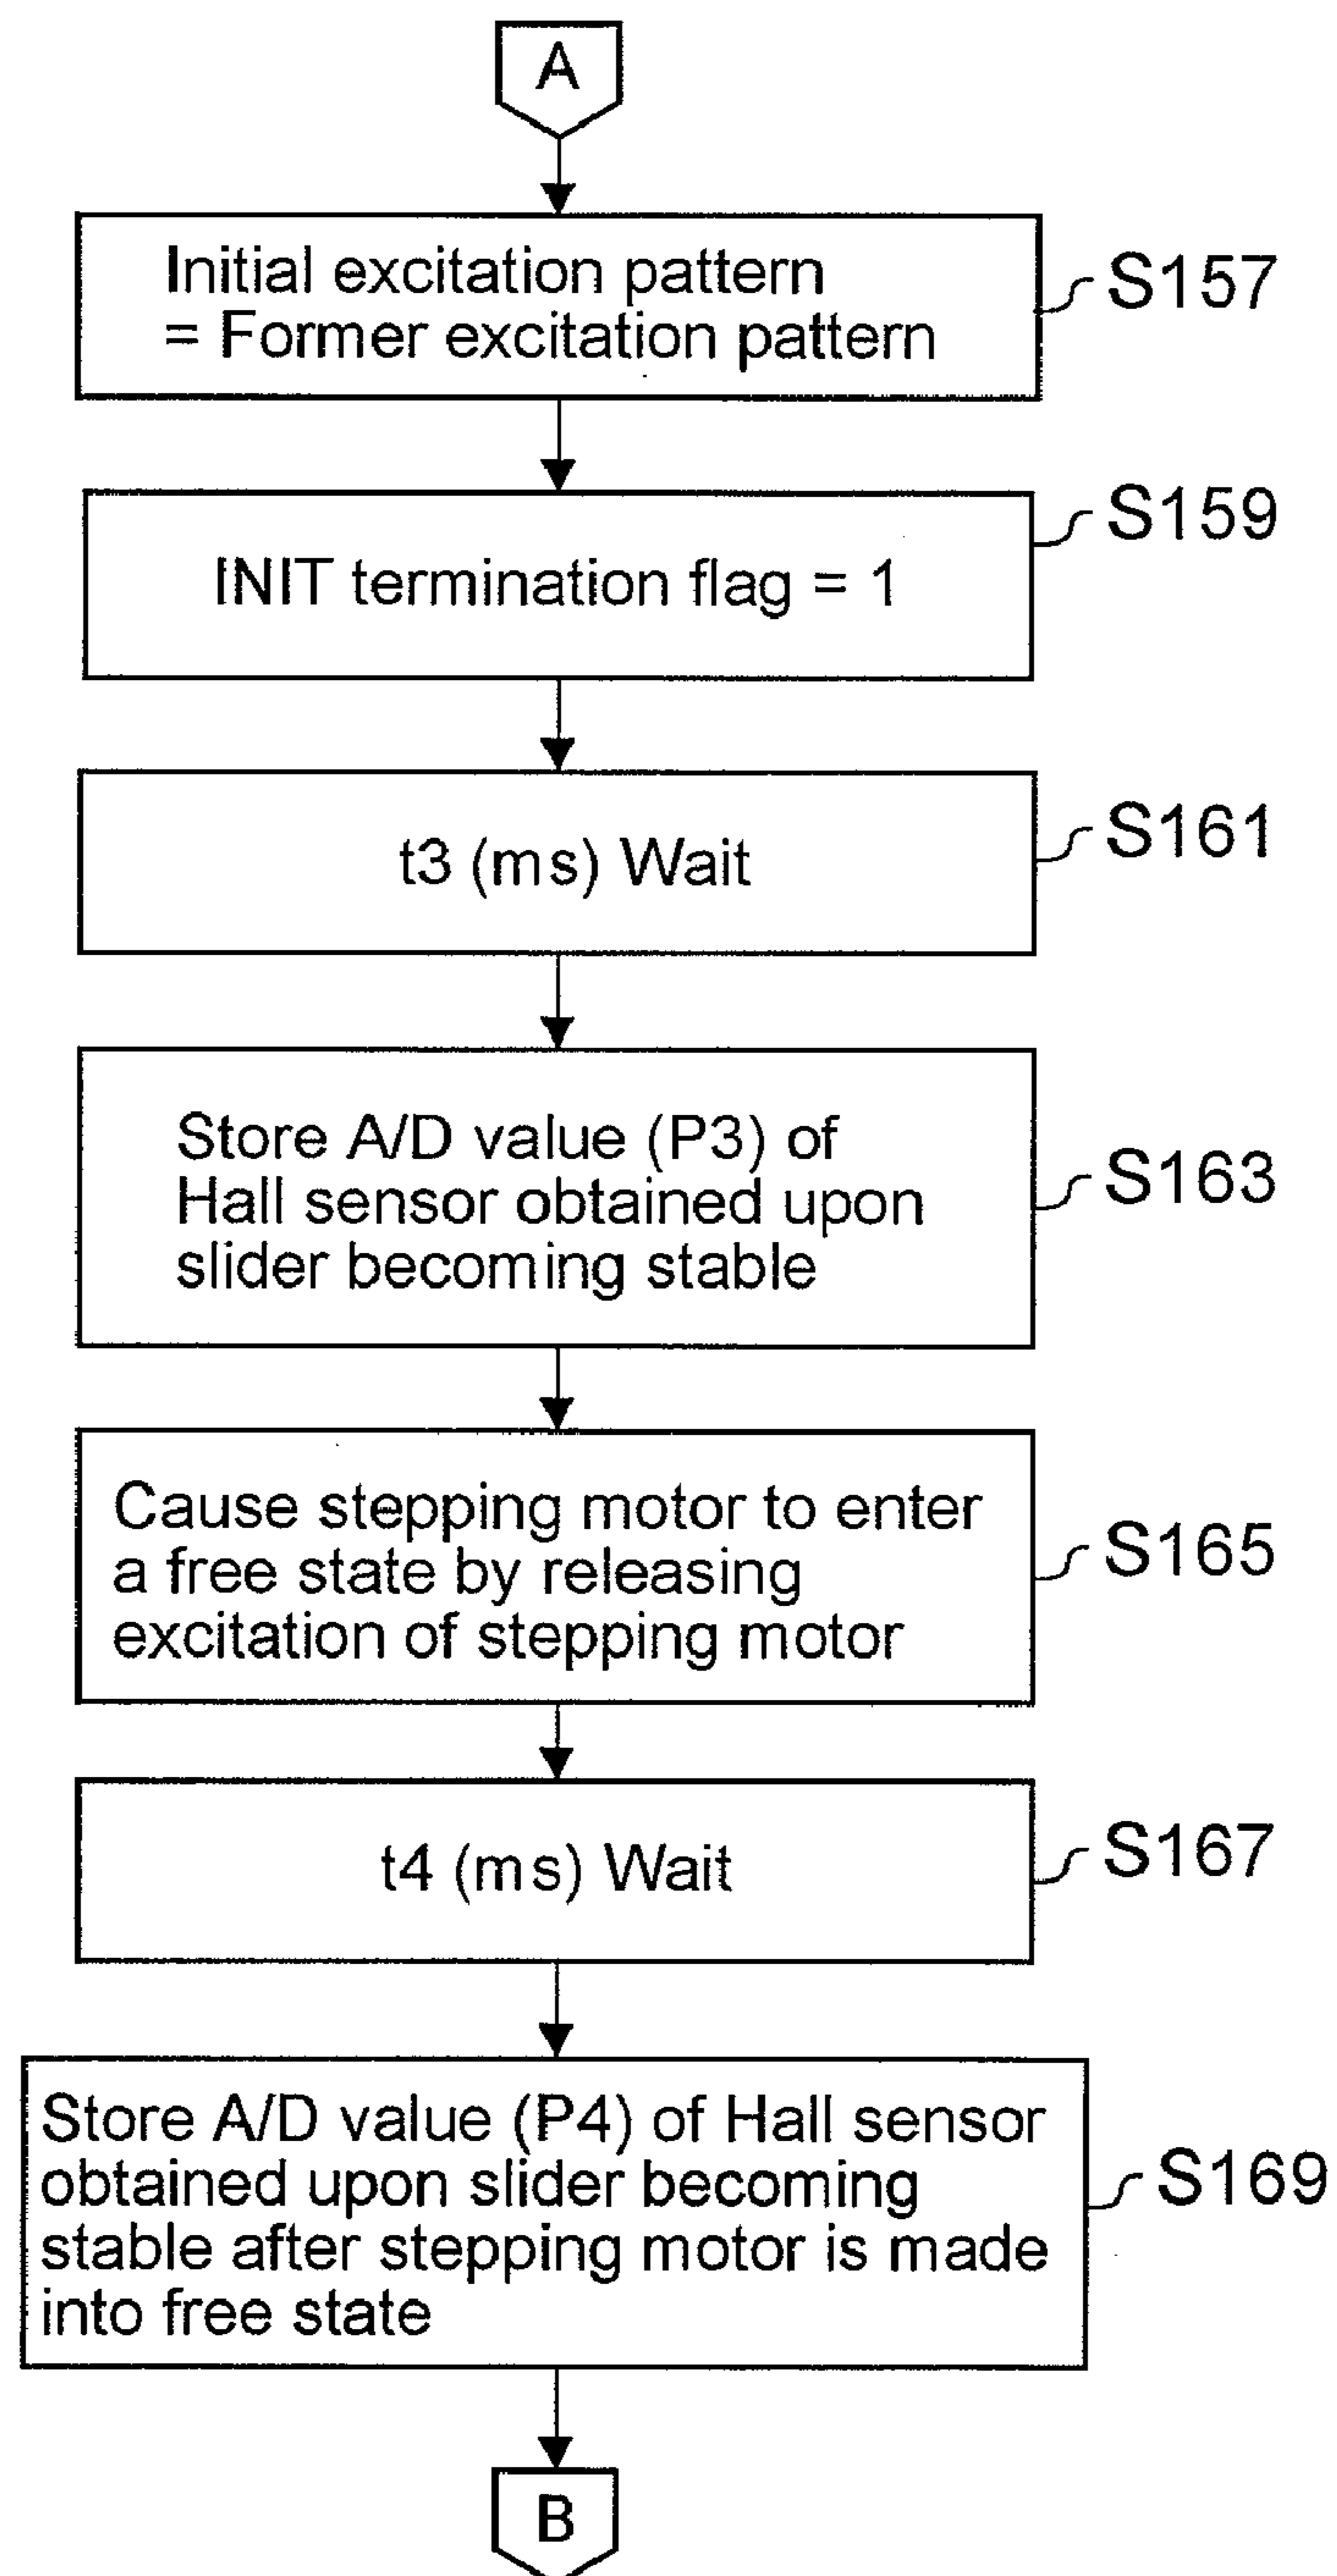 A
Initial excitation pattern
= Former excitation pattern
S157
INIT termination flag = 1
S159
t3 (ms) Wait
S161
Store A/D value (P3) of
Hall sensor obtained upon
slider becoming stable
S163
Cause stepping motor to enter
a free state by releasing
excitation of stepping motor
S165
t4 (ms) Wait
S167
Store A/D value (P4) of Hall sensor
obtained upon slider becoming
stable after stepping motor is made
into free state
S169
B